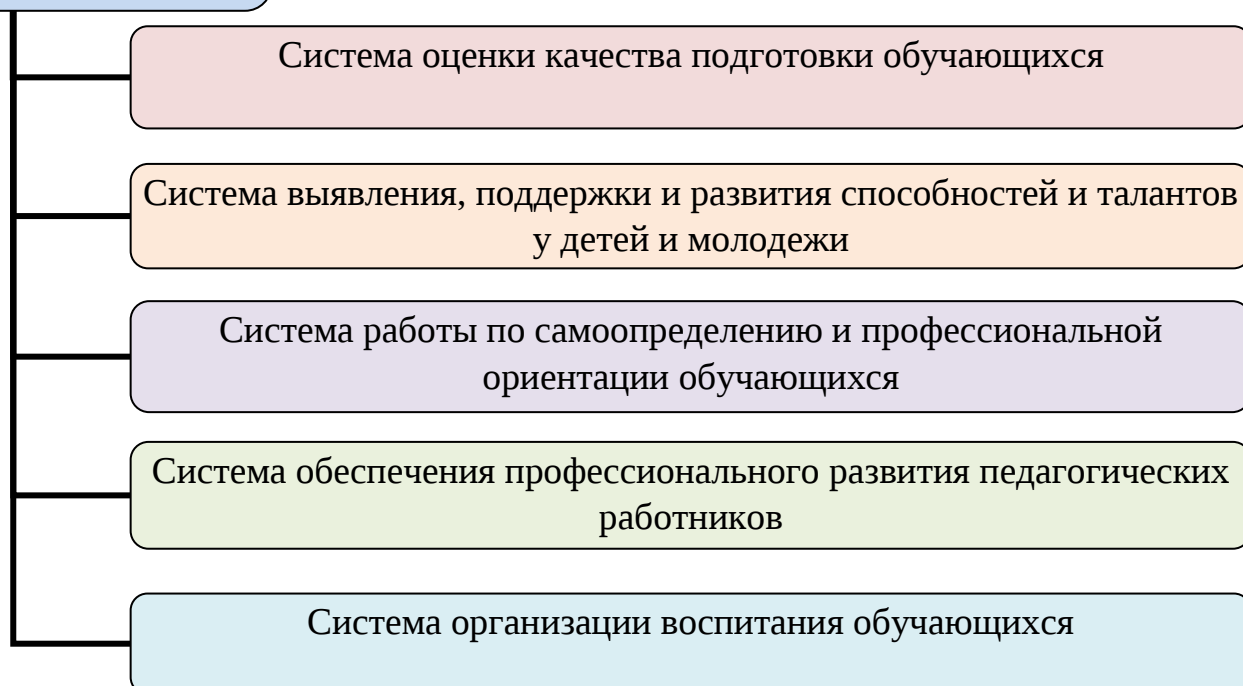 Система оценки качества подготовки обучающихся
Система выявления, поддержки и развития способностей и талантов
у детей и молодежи
Система работы по самоопределению и профессиональной
ориентации обучающихся
Система обеспечения профессионального развития педагогических
работников
Система организации воспитания обучающихся